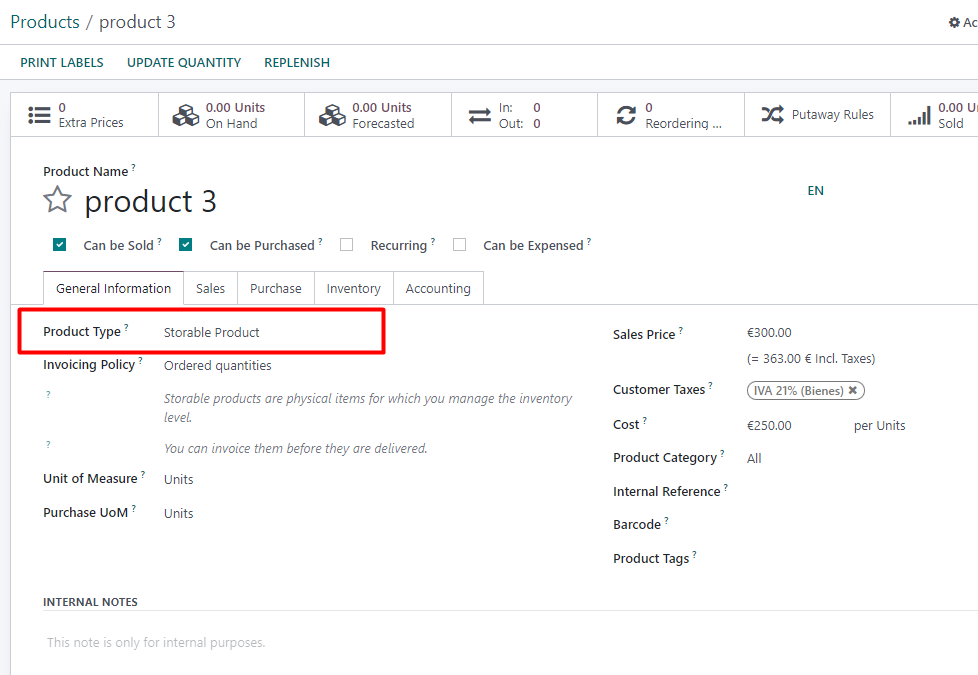 Products / product 3
Ac
PRINT LABELS UPDATE QUANTITY REPLENISH
0
Extra Prices
0.00 Units
On Hand
0.00 Units
Forecasted
In: 0
Out: 0
0
Reordering ...
Putaway Rules
0.00 Un
Sold
Product Name ?
product 3
EN
Can be Sold ? Can be Purchased ? Recurring ? Can be Expensed ?
General Information Sales Purchase Inventory Accounting
Product Type ? Storable Product
Invoicing Policy ? Ordered quantities
? Storable products are physical items for which you manage the inventory
level.
? You can invoice them before they are delivered.
Unit of Measure ? Units
Purchase UoM ? Units
Sales Price ? €300.00
(= 363.00 € Incl. Taxes)
Customer Taxes ? IVA 21% (Bienes) ✖
Cost ? €250.00 per Units
Product Category ? All
Internal Reference ?
Barcode ?
Product Tags ?
INTERNAL NOTES
This note is only for internal purposes.